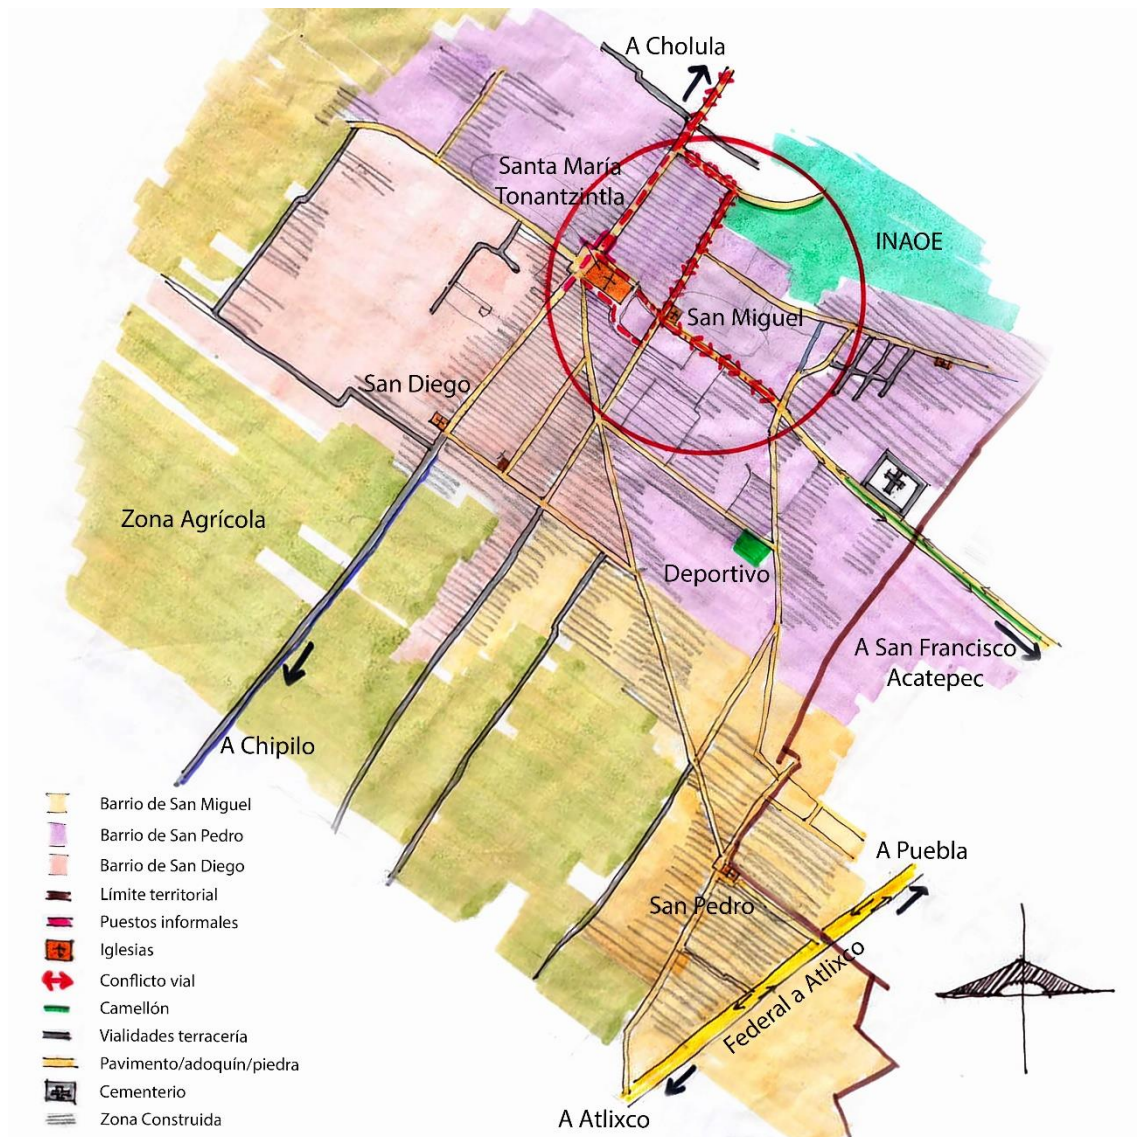 A Cholula
Santa María
Tonantzintla
INAOE
San Miguel
San Diego
Zona Agrícola
Deportivo
A San Francisco
Acatepec
A Chipilo
A Puebla
San Pedro
Federal a Atlixco
A Atlixco
Barrio de San Miguel
Barrio de San Pedro
Barrio de San Diego
Límite territorial
Puestos informales
Iglesias
Conflicto vial
Camellón
Vialidades terracería
Pavimento/adoquín/piedra
Cementerio
Zona Construida